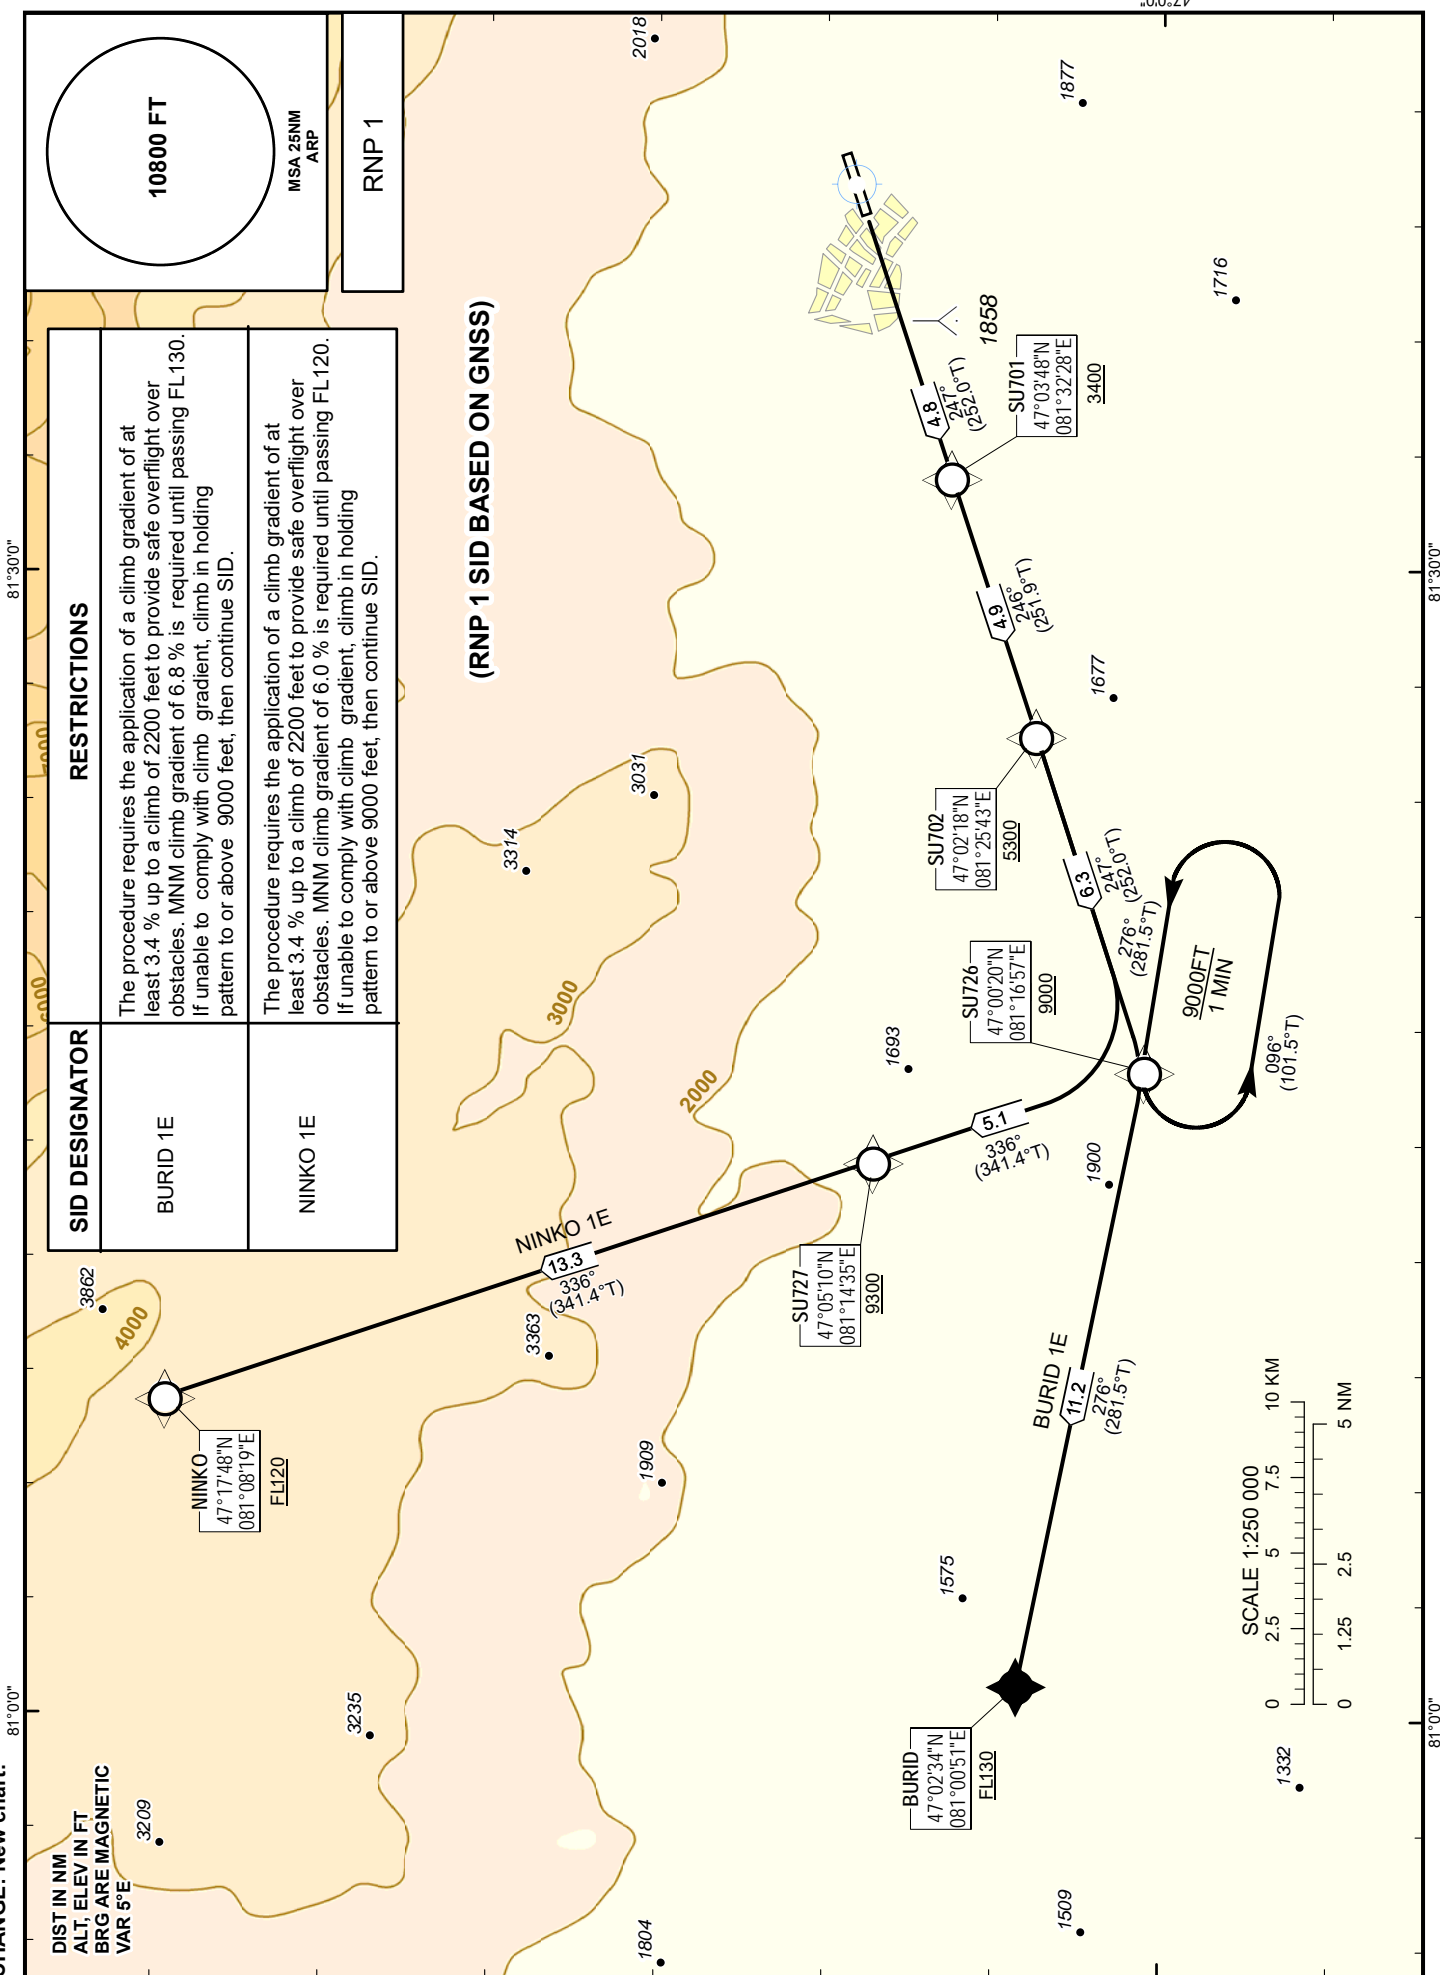 CHANGE: New chart.
DIST IN NM
ALT, ELEV IN FT
BRG ARE MAGNETIC
VAR 5°E
81°0'0"
81°30'0"
SID DESIGNATOR
RESTRICTIONS
BURID 1E
The procedure requires the application of a climb gradient of at
least 3.4 % up to a climb of 2200 feet to provide safe overflight over
obstacles. MNM climb gradient of 6.8 % is required until passing FL130.
If unable to comply with climb gradient, climb in holding
pattern to or above 9000 feet, then continue SID.
NINKO 1E
The procedure requires the application of a climb gradient of at
least 3.4 % up to a climb of 2200 feet to provide safe overflight over
obstacles. MNM climb gradient of 6.0 % is required until passing FL120.
If unable to comply with climb gradient, climb in holding
pattern to or above 9000 feet, then continue SID.
10800 FT
MSA 25NM
ARP
RNP 1
(RNP 1 SID BASED ON GNSS)
6000
7000
3209
3862
4000
NINKO
47°17'48"N
081°08'19"E
FL120
3235
3363
NINKO 1E
13.3
336°
(341.4°T)
3000
3314
3031
2018
1804
1909
2000
SU727
47°05'10"N
081°14'35"E
9300
1693
5.1
336°
(341.4°T)
1575
BURID
47°02'34"N
081°00'51"E
FL130
BURID 1E
11.2
276°
(281.5°T)
1900
SU726
47°00'20"N
081°16'57"E
9000
276°
(281.5°T)
9000FT
1 MIN
096°
(101.5°T)
6.3
247°
(252.0°T)
SU702
47°02'18"N
081°25'43"E
5300
4.9
246°
(251.9°T)
1677
4.8
247°
(252.0°T)
SU701
47°03'48"N
081°32'28"E
3400
1858
1877
1716
1509
1332
SCALE 1:250 000
0 2.5 5 7.5 10 KM
0 1.25 2.5 5 NM
81°0'0"
81°30'0"
47°0'0"